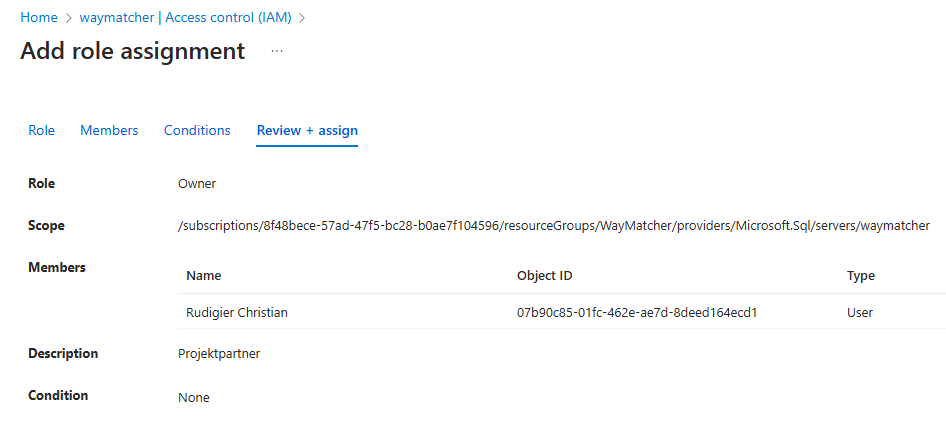 Home > waymatcher | Access control (IAM) >
Add role assignment ...
Role Members Conditions Review + assign
Role Owner
Scope /subscriptions/8f48bece-57ad-47f5-bc28-b0ae7f104596/resourceGroups/WayMatcher/providers/Microsoft.Sql/servers/waymatcher
Members
Name Object ID Type
Rudigier Christian 07b90c85-01fc-462e-ae7d-8deed164ecd1 User
Description Projektpartner
Condition None